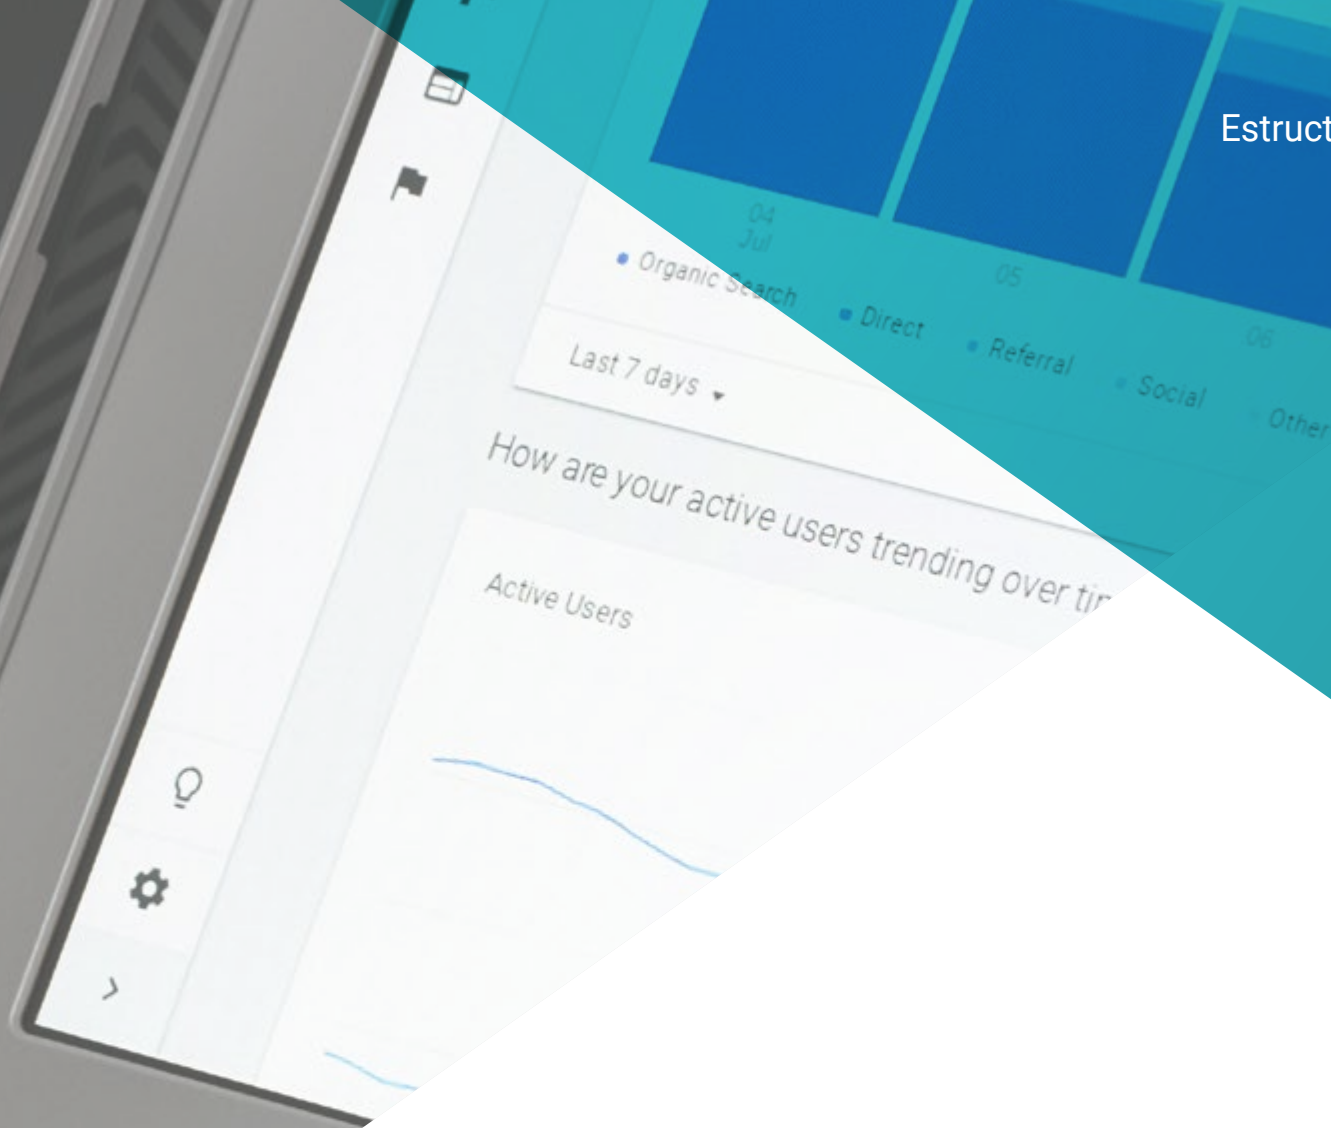 Estruct
04
Jul
05
06
Organic Search
Direct
Referral
Social
Other
Last 7 days
How are your active users trending over tim
Active Users